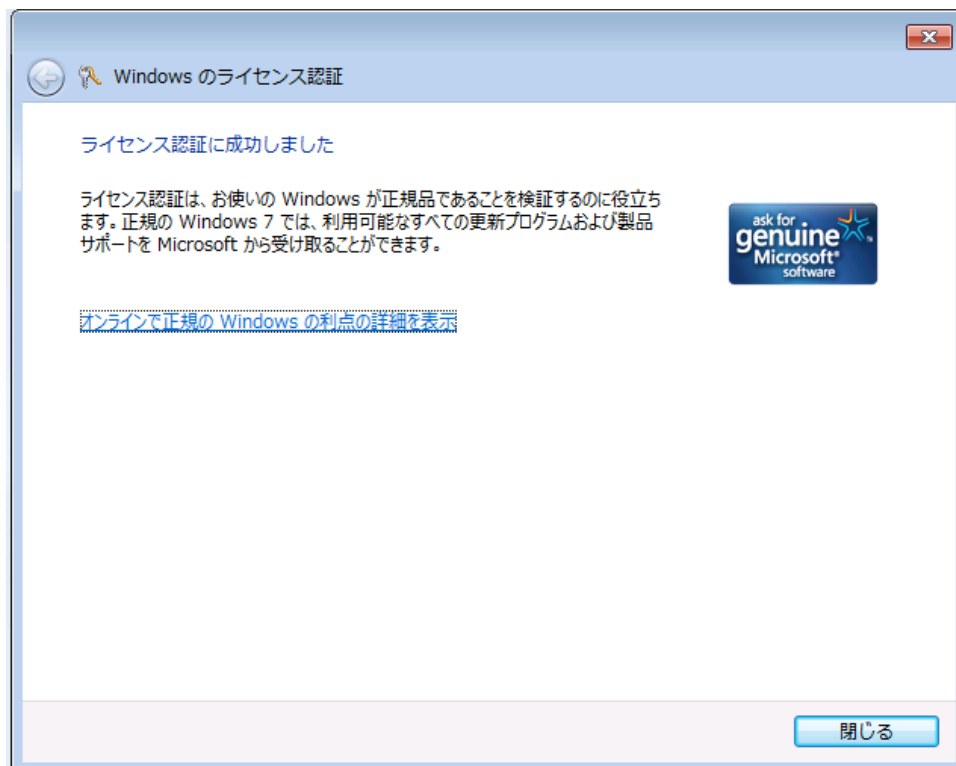 Windows のライセンス認証
ライセンス認証に成功しました
ライセンス認証は、お使いの Windows が正規品であることを検証するのに役立ち
ます。正規の Windows 7 では、利用可能なすべての更新プログラムおよび製品
サポートを Microsoft から受け取ることができます。
ask for
genuine
Microsoft®
software
オンラインで正規の Windows の利点の詳細を表示
閉じる